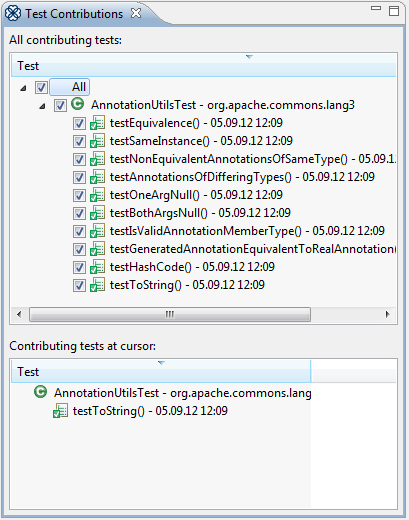 Test Contributions
All contributing tests:
Test
All
AnnotationUtilsTest - org.apache.commons.lang3
testEquivalence() - 05.09.12 12:09
testSameInstance() - 05.09.12 12:09
testNonEquivalentAnnotationsOfSameType() - 05.09.12
testAnnotationsOfDifferingTypes() - 05.09.12 12:09
testOneArgNull() - 05.09.12 12:09
testBothArgsNull() - 05.09.12 12:09
testIsValidAnnotationMemberType() - 05.09.12 12:09
testGeneratedAnnotationEquivalentToRealAnnotation(
testHashCode() - 05.09.12 12:09
testToString() - 05.09.12 12:09
Contributing tests at cursor:
Test
AnnotationUtilsTest - org.apache.commons.lang
testToString() - 05.09.12 12:09